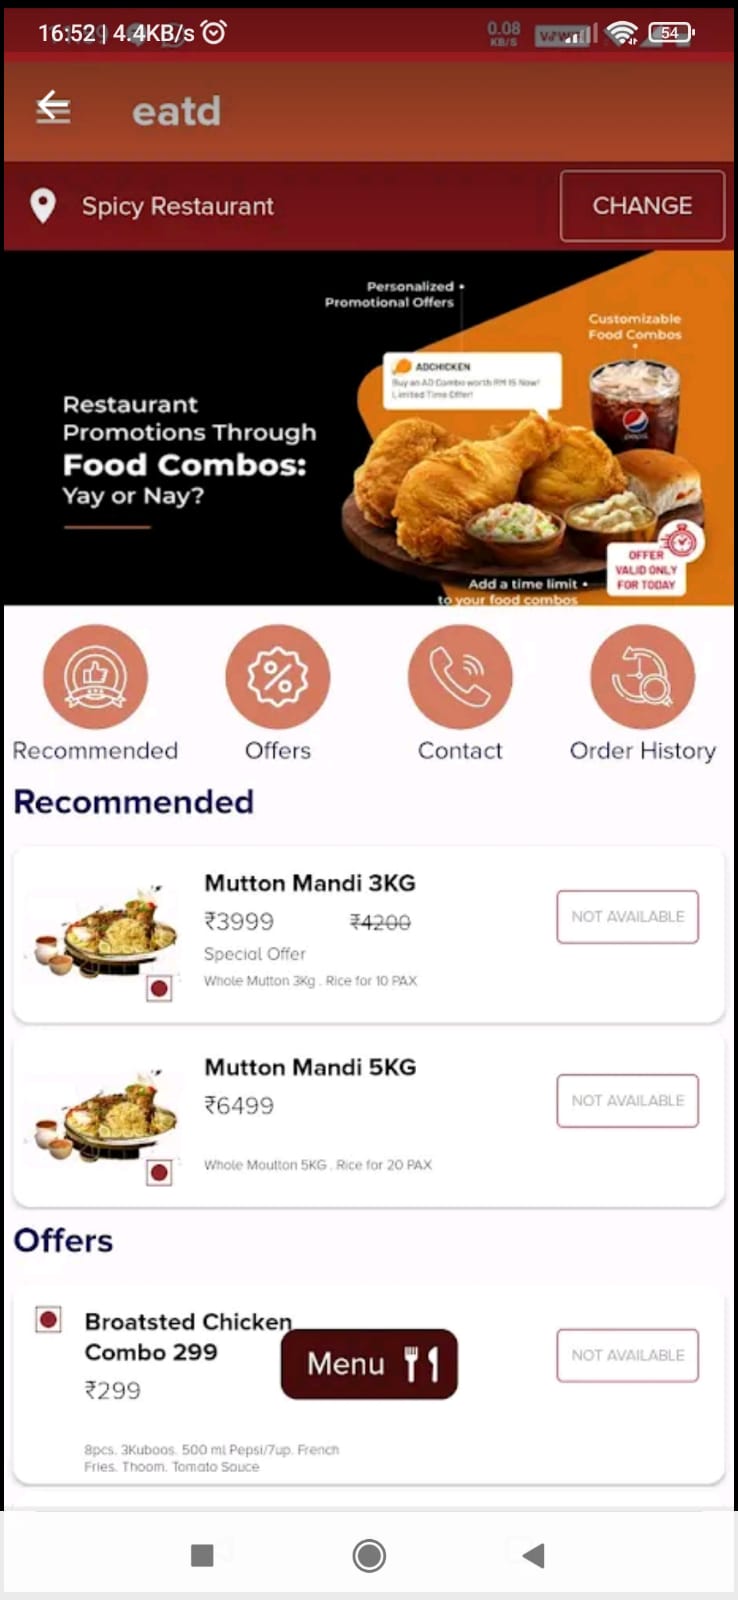 16:52 | 4.4KB/s
0.08
KB/S
54
eatd
Spicy Restaurant
CHANGE
Personalized
Promotional Offers
Customizable
Food Combos
ADCHICKEN
Buy an AD Combo worth RM 15 Now!
Limited Time Offer!
Restaurant
Promotions Through
Food Combos:
Yay or Nay?
pepsi
OFFER
VALID ONLY
FOR TODAY
Add a time limit
to your food combos
Recommended
Offers
Contact
Order History
Recommended
Mutton Mandi 3KG
₹3999 ₹4200
Special Offer
Whole Mutton 3Kg . Rice for 10 PAX
NOT AVAILABLE
Mutton Mandi 5KG
₹6499
Whole Moutton 5KG . Rice for 20 PAX
NOT AVAILABLE
Offers
Broatsted Chicken
Combo 299
₹299
NOT AVAILABLE
Menu
8pcs. 3Kuboos. 500 ml Pepsi/7up. French
Fries. Thoom. Tomato Sauce